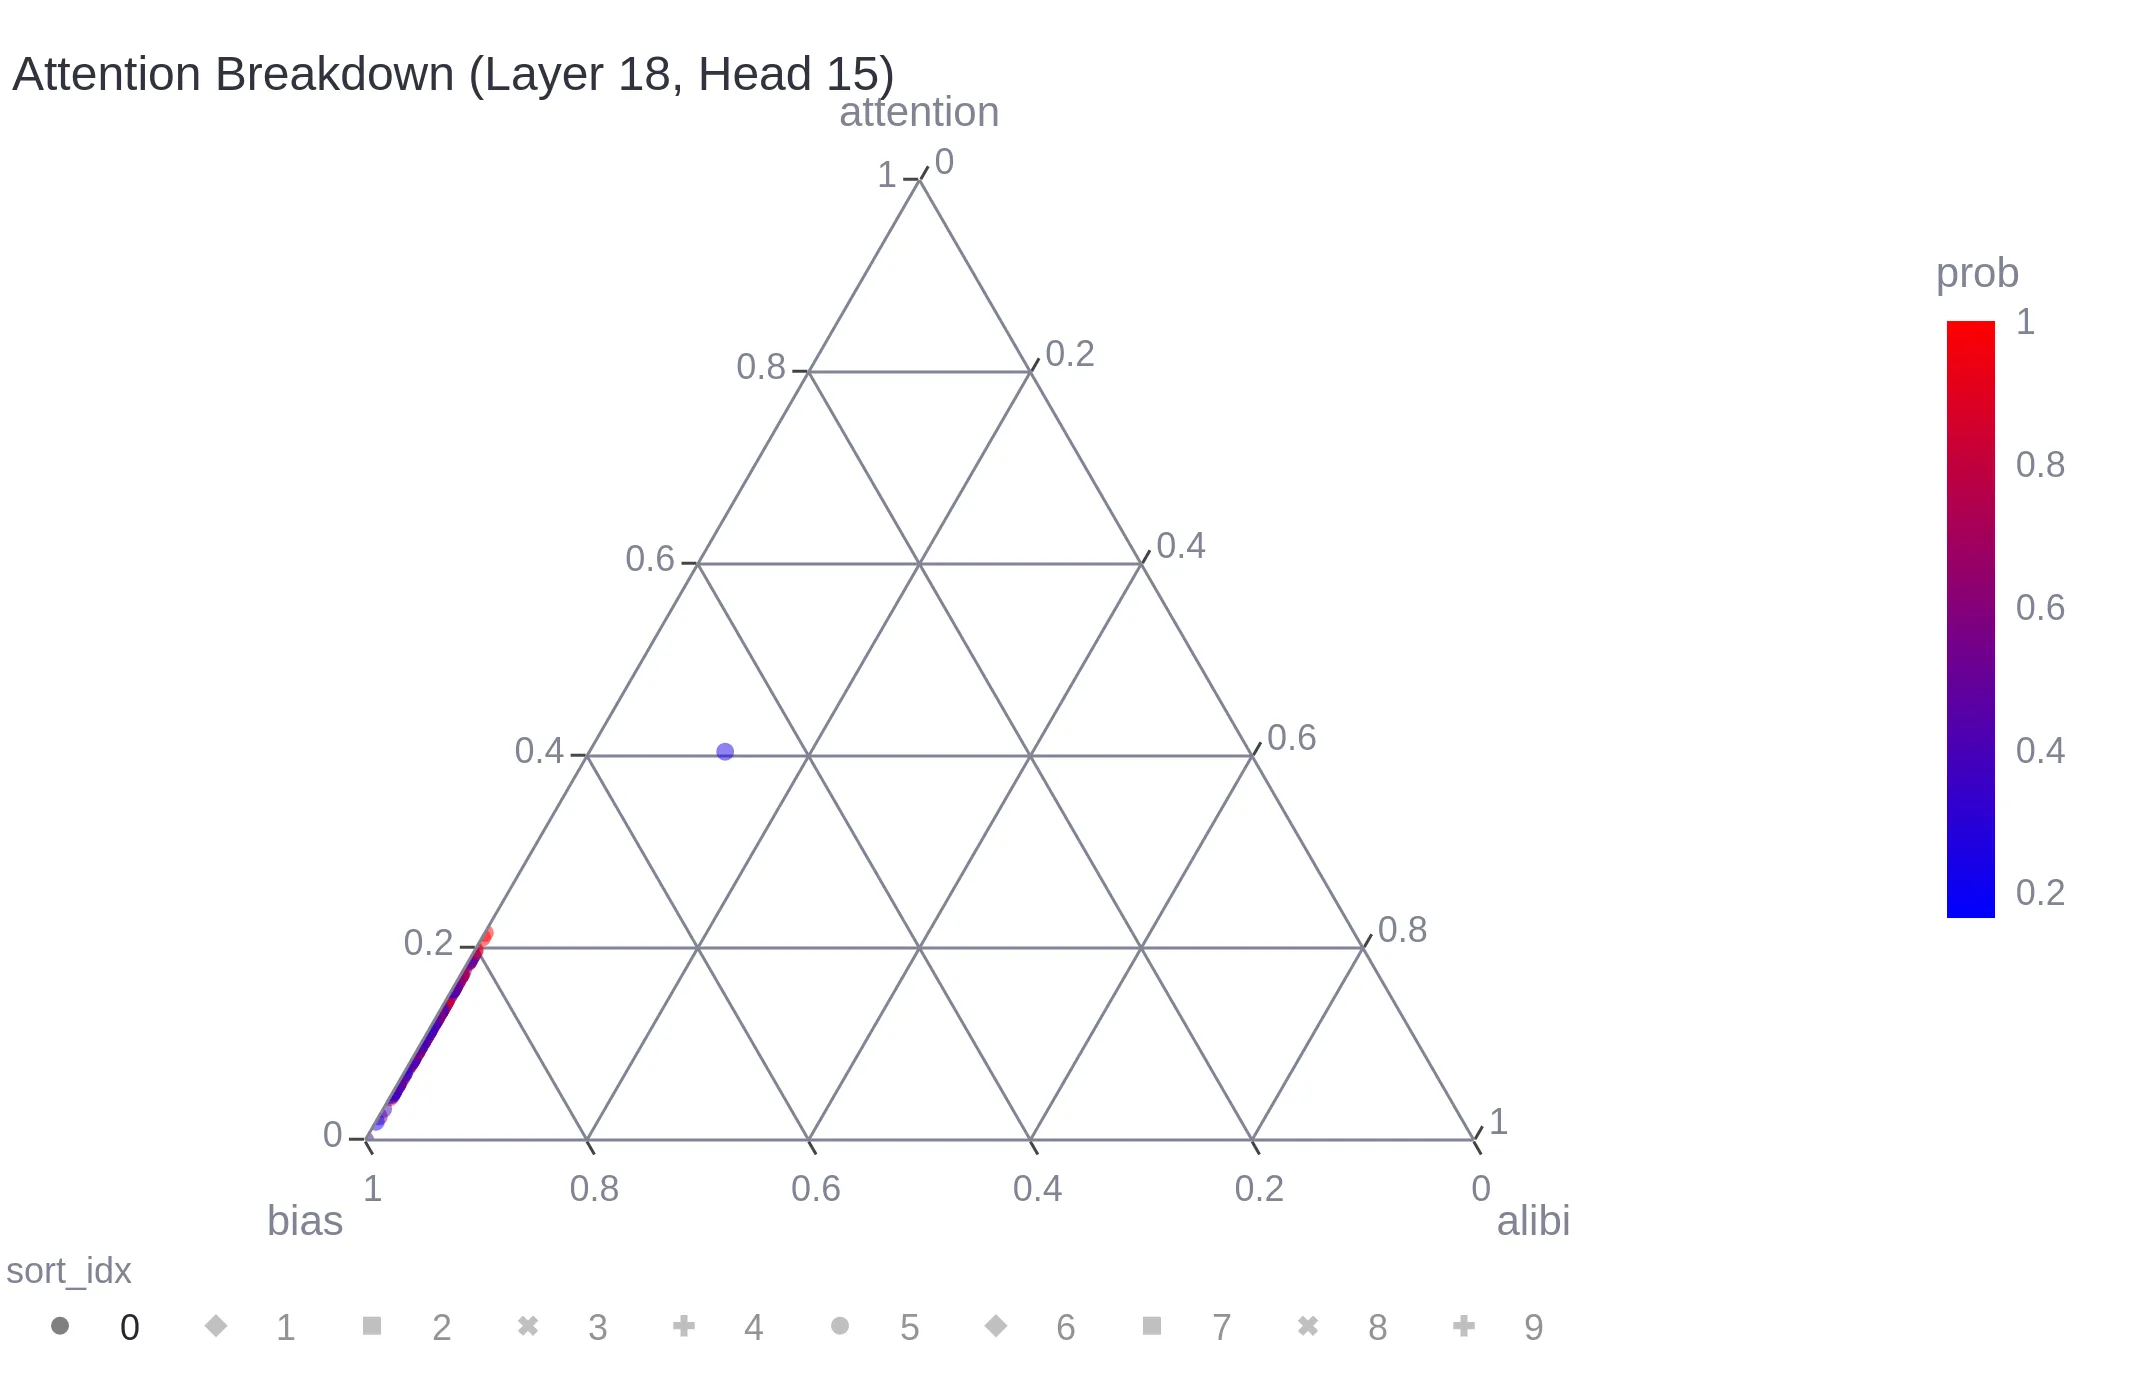 Attention Breakdown (Layer 18, Head 15)
attention
1 0
prob
1
0.8 0.2
0.8
0.6 0.4
0.6
0.4 0.6
0.4
0.2 0.8
0.2
0 1
1 0.8 0.6 0.4 0.2 0
bias alibi
sort_idx
0 1 2 3 4 5 6 7 8 9